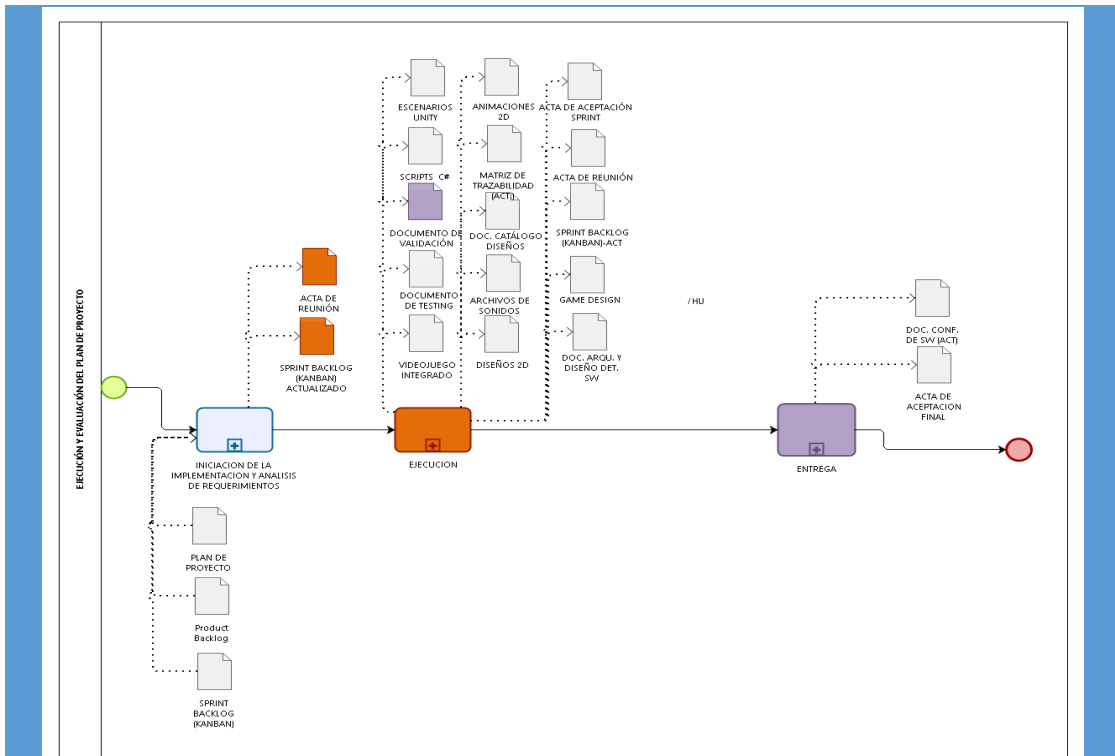 EJECUCIÓN Y EVALUACIÓN DEL PLAN DE PROYECTO
ESCENARIOS
UNITY
ANIMACIONES
2D
ACTA DE ACEPTACIÓN
SPRINT
SCRIPTS C#
MATRIZ DE
TRAZABILIDAD
(ACT)
ACTA DE REUNIÓN
DOCUMENTO DE
VALIDACIÓN
DOC. CATÁLOGO
DISEÑOS
SPRINT BACKLOG
(KANBAN)-ACT
ACTA DE
REUNIÓN
DOCUMENTO
DE TESTING
ARCHIVOS DE
SONIDOS
GAME DESIGN
/ HU
SPRINT BACKLOG
(KANBAN)
ACTUALIZADO
VIDEOJUEGO
INTEGRADO
DISEÑOS 2D
DOC. ARQU. Y
DISEÑO DET.
SW
DOC. CONF.
DE SW (ACT)
ACTA DE
ACEPTACION
FINAL
INICIACION DE LA
IMPLEMENTACION Y ANALISIS
DE REQUERIMIENTOS
EJECUCION
ENTREGA
PLAN DE
PROYECTO
Product
Backlog
SPRINT
BACKLOG
(KANBAN)